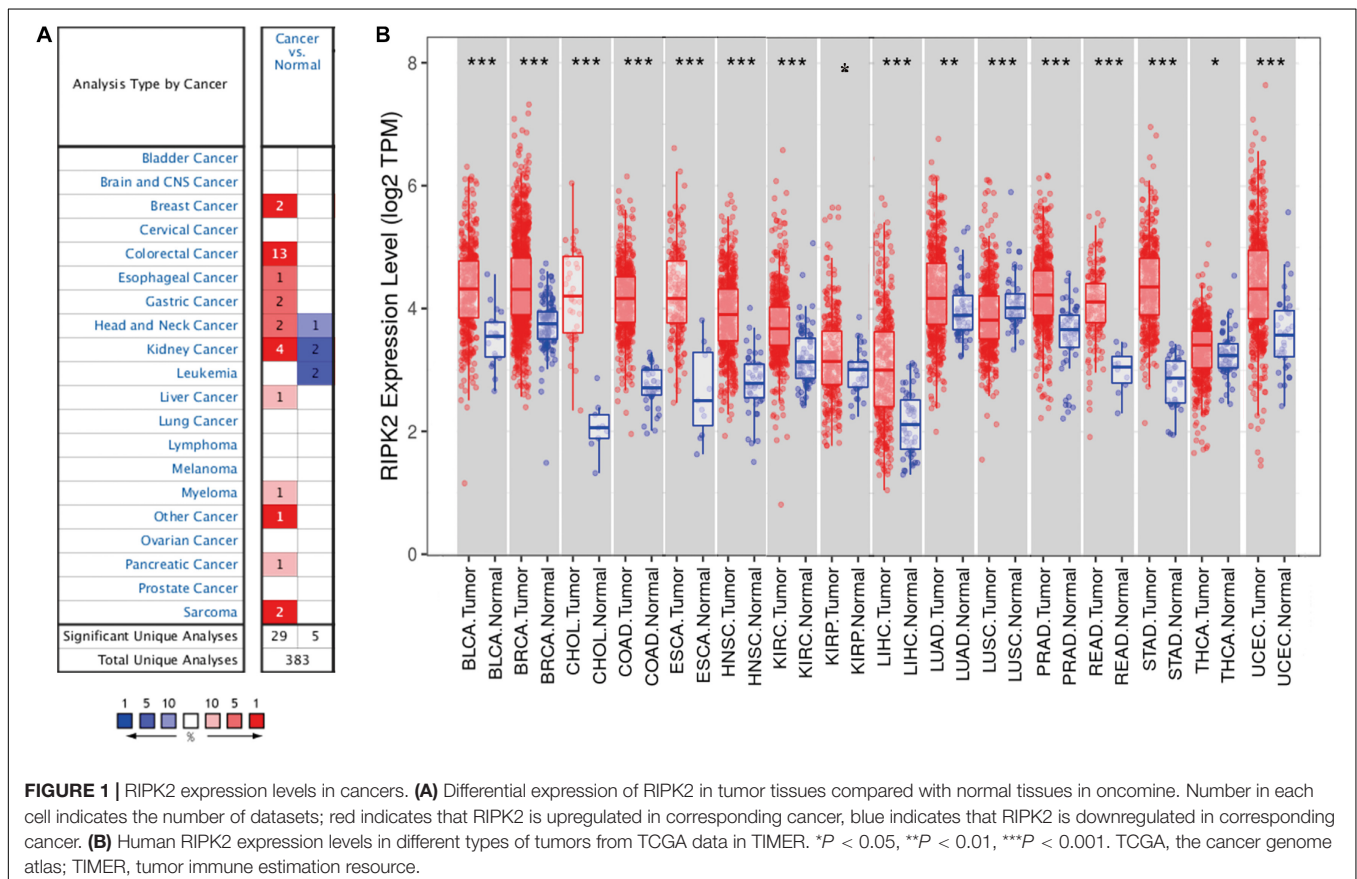 A
Analysis Type by Cancer
Cancer
vs.
Normal
Bladder Cancer
Brain and CNS Cancer
Breast Cancer 2
Cervical Cancer
Colorectal Cancer 13
Esophageal Cancer 1
Gastric Cancer 2
Head and Neck Cancer 2 1
Kidney Cancer 4 2
Leukemia 2
Liver Cancer 1
Lung Cancer
Lymphoma
Melanoma
Myeloma 1
Other Cancer 1
Ovarian Cancer
Pancreatic Cancer 1
Prostate Cancer
Sarcoma 2
Significant Unique Analyses 29 5
Total Unique Analyses 383
1 5 10 10 5 1
%
B
RIPK2 Expression Level (log2 TPM)
8
6
4
2
0
*** *** *** *** *** *** *** * *** ** *** *** *** *** * ***
BLCA.Tumor
BLCA.Normal
BRCA.Tumor
BRCA.Normal
CHOL.Tumor
CHOL.Normal
COAD.Tumor
COAD.Normal
ESCA.Tumor
ESCA.Normal
HNSC.Tumor
HNSC.Normal
KIRC.Tumor
KIRC.Normal
KIRP.Tumor
KIRP.Normal
LIHC.Tumor
LIHC.Normal
LUAD.Tumor
LUAD.Normal
LUSC.Tumor
LUSC.Normal
PRAD.Tumor
PRAD.Normal
READ.Tumor
READ.Normal
STAD.Tumor
STAD.Normal
THCA.Tumor
THCA.Normal
UCEC.Tumor
UCEC.Normal
FIGURE 1 | RIPK2 expression levels in cancers. (A) Differential expression of RIPK2 in tumor tissues compared with normal tissues in oncomine. Number in each
cell indicates the number of datasets; red indicates that RIPK2 is upregulated in corresponding cancer, blue indicates that RIPK2 is downregulated in corresponding
cancer. (B) Human RIPK2 expression levels in different types of tumors from TCGA data in TIMER. *P < 0.05, **P < 0.01, ***P < 0.001. TCGA, the cancer genome
atlas; TIMER, tumor immune estimation resource.